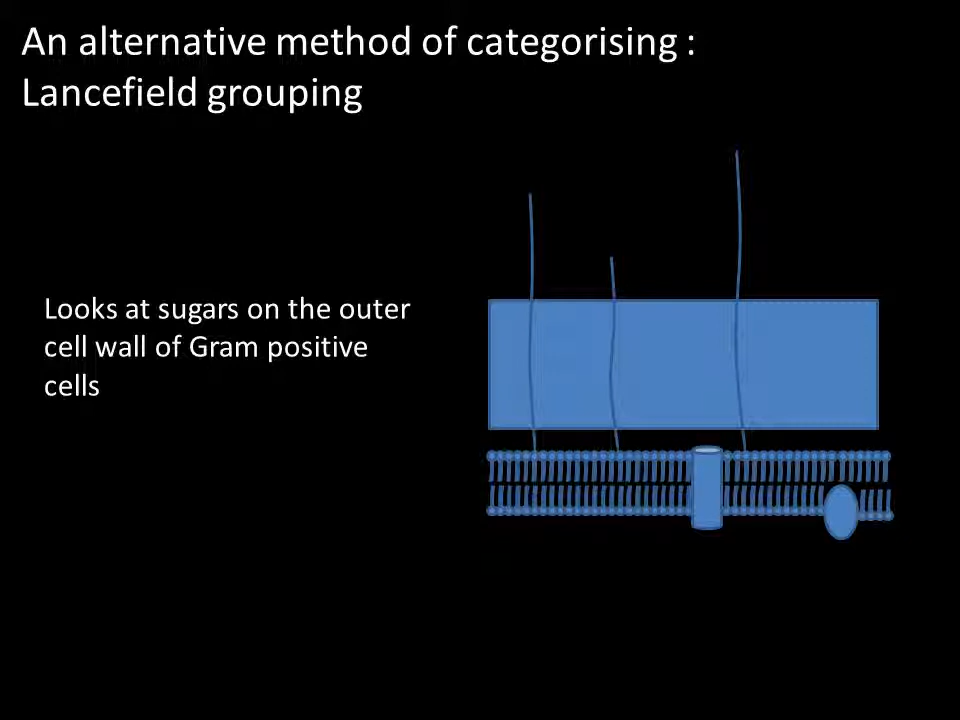 An alternative method of categorising :
Lancefield grouping
Looks at sugars on the outer
cell wall of Gram positive
cells